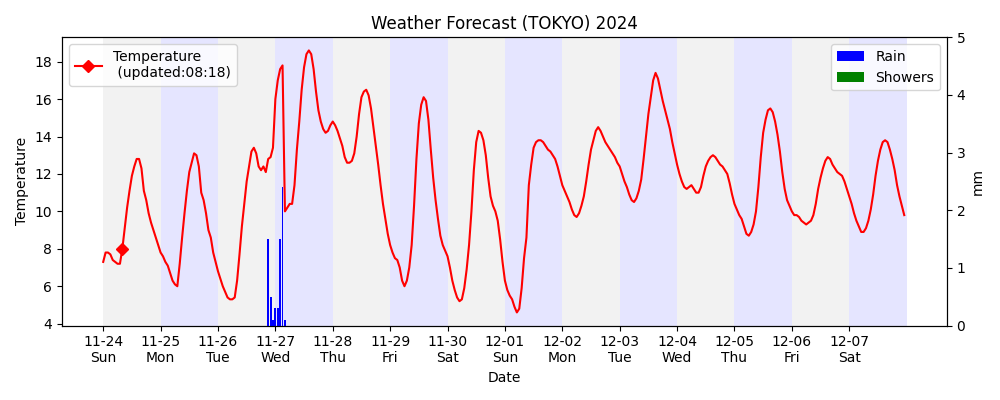 Weather Forecast (TOKYO) 2024
Temperature
(updated:08:18)
Rain
Showers
Temperature
18
16
14
12
10
8
6
4
5
4
3
2
1
0
mm
11-24 11-25 11-26 11-27 11-28 11-29 11-30 12-01 12-02 12-03 12-04 12-05 12-06 12-07
Sun Mon Tue Wed Thu Fri Sat Sun Mon Tue Wed Thu Fri Sat
Date